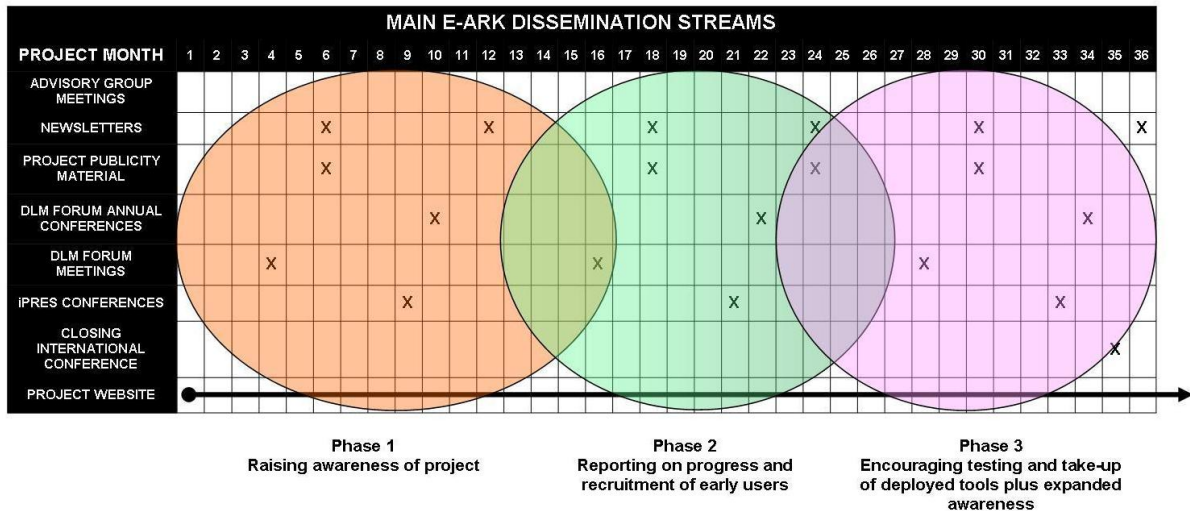 MAIN E-ARK DISSEMINATION STREAMS
PROJECT MONTH 1 2 3 4 5 6 7 8 9 10 11 12 13 14 15 16 17 18 19 20 21 22 23 24 25 26 27 28 29 30 31 32 33 34 35 36
ADVISORY GROUP
MEETINGS
NEWSLETTERS X X X X X X
PROJECT PUBLICITY
MATERIAL
X X X X
DLM FORUM ANNUAL
CONFERENCES
X X X
DLM FORUM
MEETINGS
X X X
iPRES CONFERENCES X X X
CLOSING
INTERNATIONAL
CONFERENCE
X
PROJECT WEBSITE
Phase 1
Raising awareness of project
Phase 2
Reporting on progress and
recruitment of early users
Phase 3
Encouraging testing and take-up
of deployed tools plus expanded
awareness